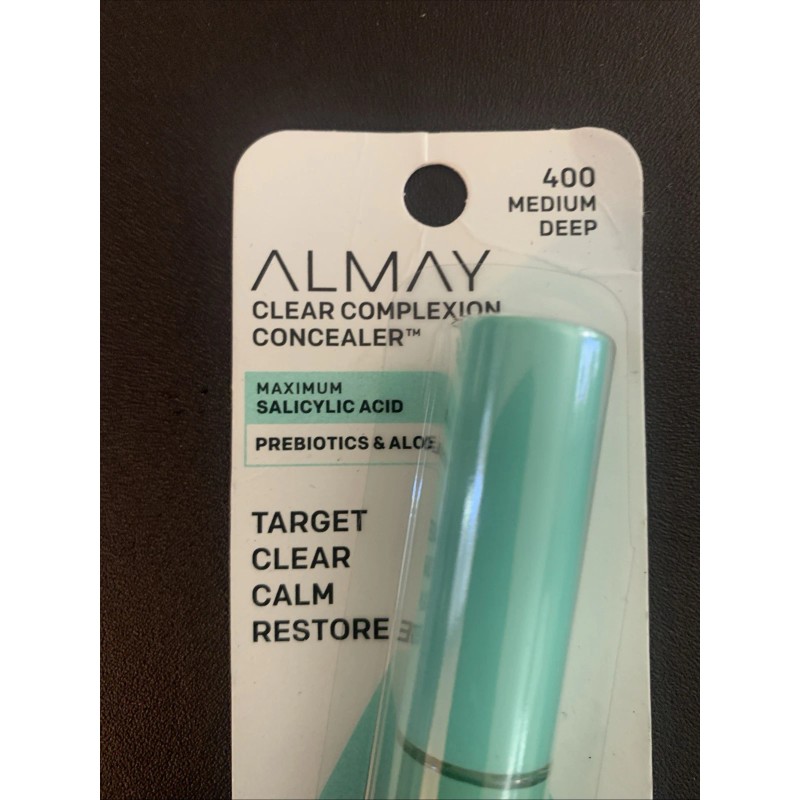 400
MEDIUM
DEEP
ALMAY
CLEAR COMPLEXION
CONCEALER™
MAXIMUM
SALICYLIC ACID
PREBIOTICS & ALOE
TARGET
CLEAR
CALM
RESTORE